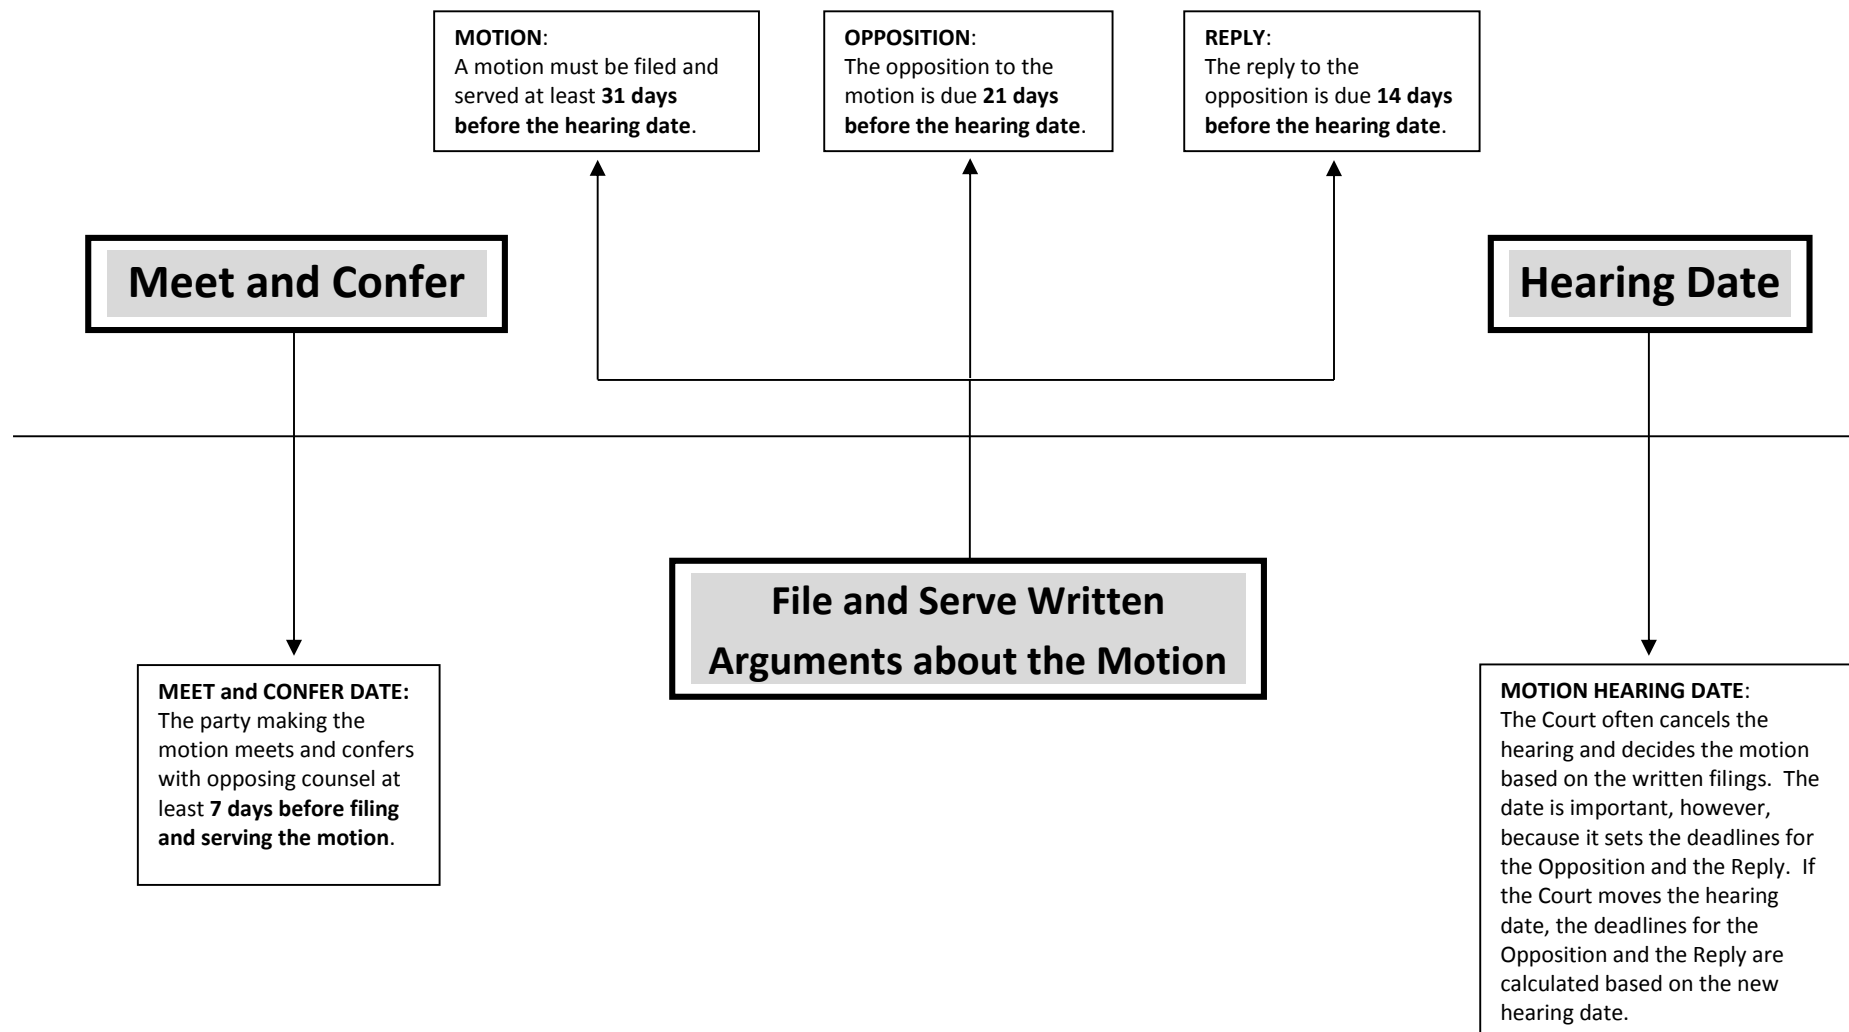 MOTION:
A motion must be filed and
served at least 31 days
before the hearing date.
OPPOSITION:
The opposition to the
motion is due 21 days
before the hearing date.
REPLY:
The reply to the
opposition is due 14 days
before the hearing date.
Meet and Confer
Hearing Date
File and Serve Written
Arguments about the Motion
MEET and CONFER DATE:
The party making the
motion meets and confers
with opposing counsel at
least 7 days before filing
and serving the motion.
MOTION HEARING DATE:
The Court often cancels the
hearing and decides the motion
based on the written filings.  The
date is important, however,
because it sets the deadlines for
the Opposition and the Reply.  If
the Court moves the hearing
date, the deadlines for the
Opposition and the Reply are
calculated based on the new
hearing date.